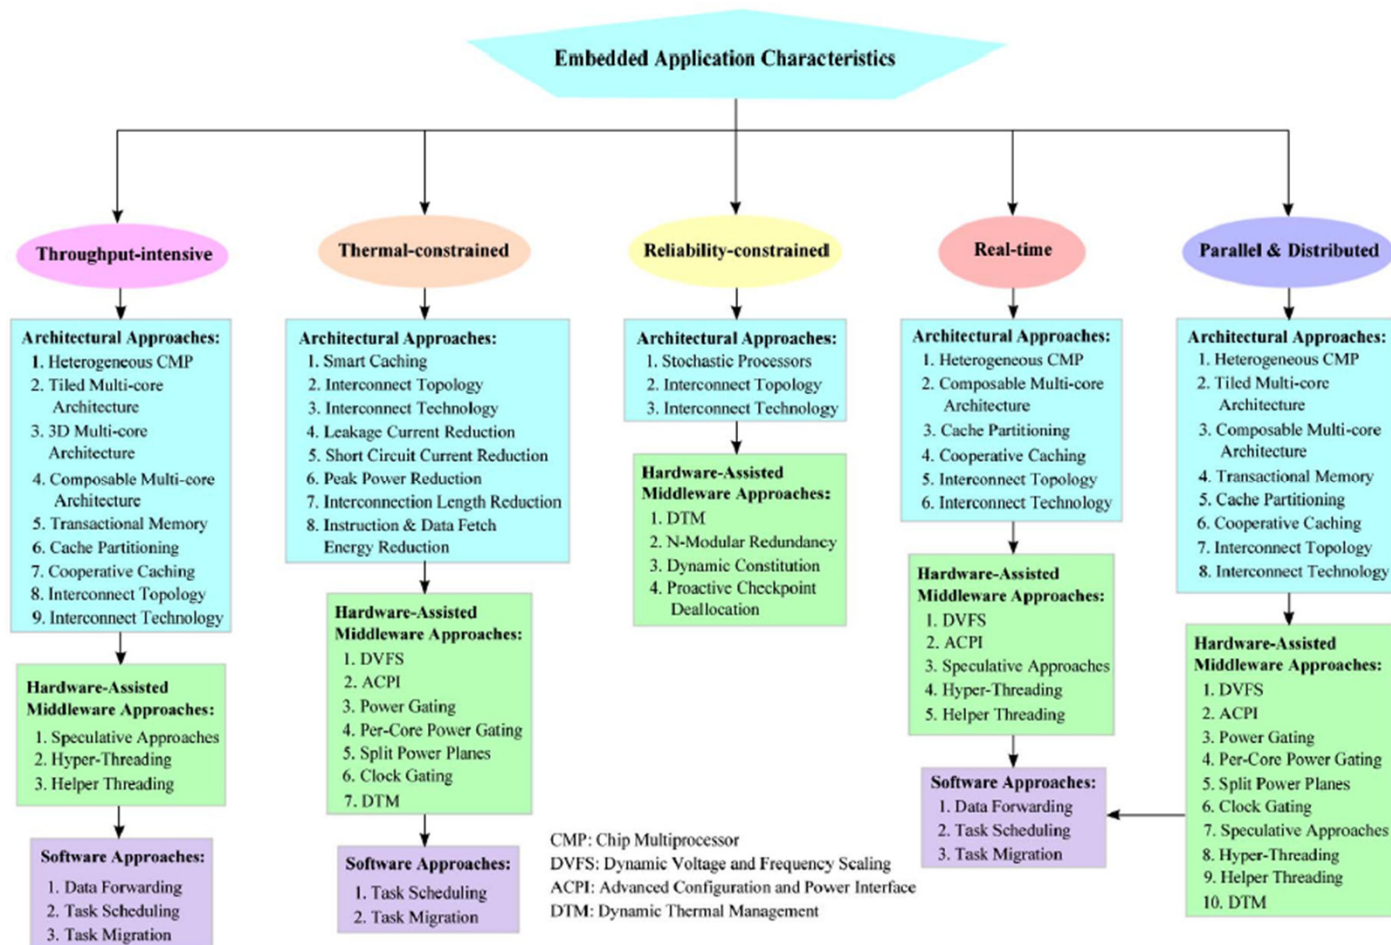 Embedded Application Characteristics
Throughput-intensive
Architectural Approaches:
1. Heterogeneous CMP
2. Tiled Multi-core
Architecture
3. 3D Multi-core
Architecture
4. Composable Multi-core
Architecture
5. Transactional Memory
6. Cache Partitioning
7. Cooperative Caching
8. Interconnect Topology
9. Interconnect Technology
Hardware-Assisted
Middleware Approaches:
1. Speculative Approaches
2. Hyper-Threading
3. Helper Threading
Software Approaches:
1. Data Forwarding
2. Task Scheduling
3. Task Migration
Thermal-constrained
Architectural Approaches:
1. Smart Caching
2. Interconnect Topology
3. Interconnect Technology
4. Leakage Current Reduction
5. Short Circuit Current Reduction
6. Peak Power Reduction
7. Interconnection Length Reduction
8. Instruction & Data Fetch
Energy Reduction
Hardware-Assisted
Middleware Approaches:
1. DVFS
2. ACPI
3. Power Gating
4. Per-Core Power Gating
5. Split Power Planes
6. Clock Gating
7. DTM
Software Approaches:
1. Task Scheduling
2. Task Migration
Reliability-constrained
Architectural Approaches:
1. Stochastic Processors
2. Interconnect Topology
3. Interconnect Technology
Hardware-Assisted
Middleware Approaches:
1. DTM
2. N-Modular Redundancy
3. Dynamic Constitution
4. Proactive Checkpoint
Deallocation
Real-time
Architectural Approaches:
1. Heterogeneous CMP
2. Composable Multi-core
Architecture
3. Cache Partitioning
4. Cooperative Caching
5. Interconnect Topology
6. Interconnect Technology
Hardware-Assisted
Middleware Approaches:
1. DVFS
2. ACPI
3. Speculative Approaches
4. Hyper-Threading
5. Helper Threading
Software Approaches:
1. Data Forwarding
2. Task Scheduling
3. Task Migration
Parallel & Distributed
Architectural Approaches:
1. Heterogeneous CMP
2. Tiled Multi-core
Architecture
3. Composable Multi-core
Architecture
4. Transactional Memory
5. Cache Partitioning
6. Cooperative Caching
7. Interconnect Topology
8. Interconnect Technology
Hardware-Assisted
Middleware Approaches:
1. DVFS
2. ACPI
3. Power Gating
4. Per-Core Power Gating
5. Split Power Planes
6. Clock Gating
7. Speculative Approaches
8. Hyper-Threading
9. Helper Threading
10. DTM
CMP: Chip Multiprocessor
DVFS: Dynamic Voltage and Frequency Scaling
ACPI: Advanced Configuration and Power Interface
DTM: Dynamic Thermal Management